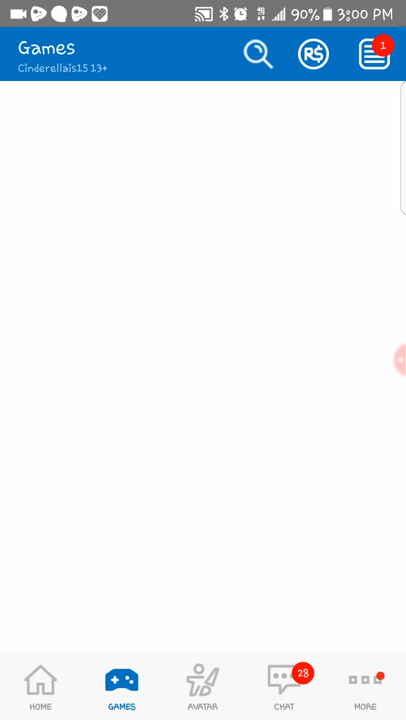 90% 3:00 PM
Games
Cinderellais15 13+
R$
1
28
HOME
GAMES
AVATAR
CHAT
MORE